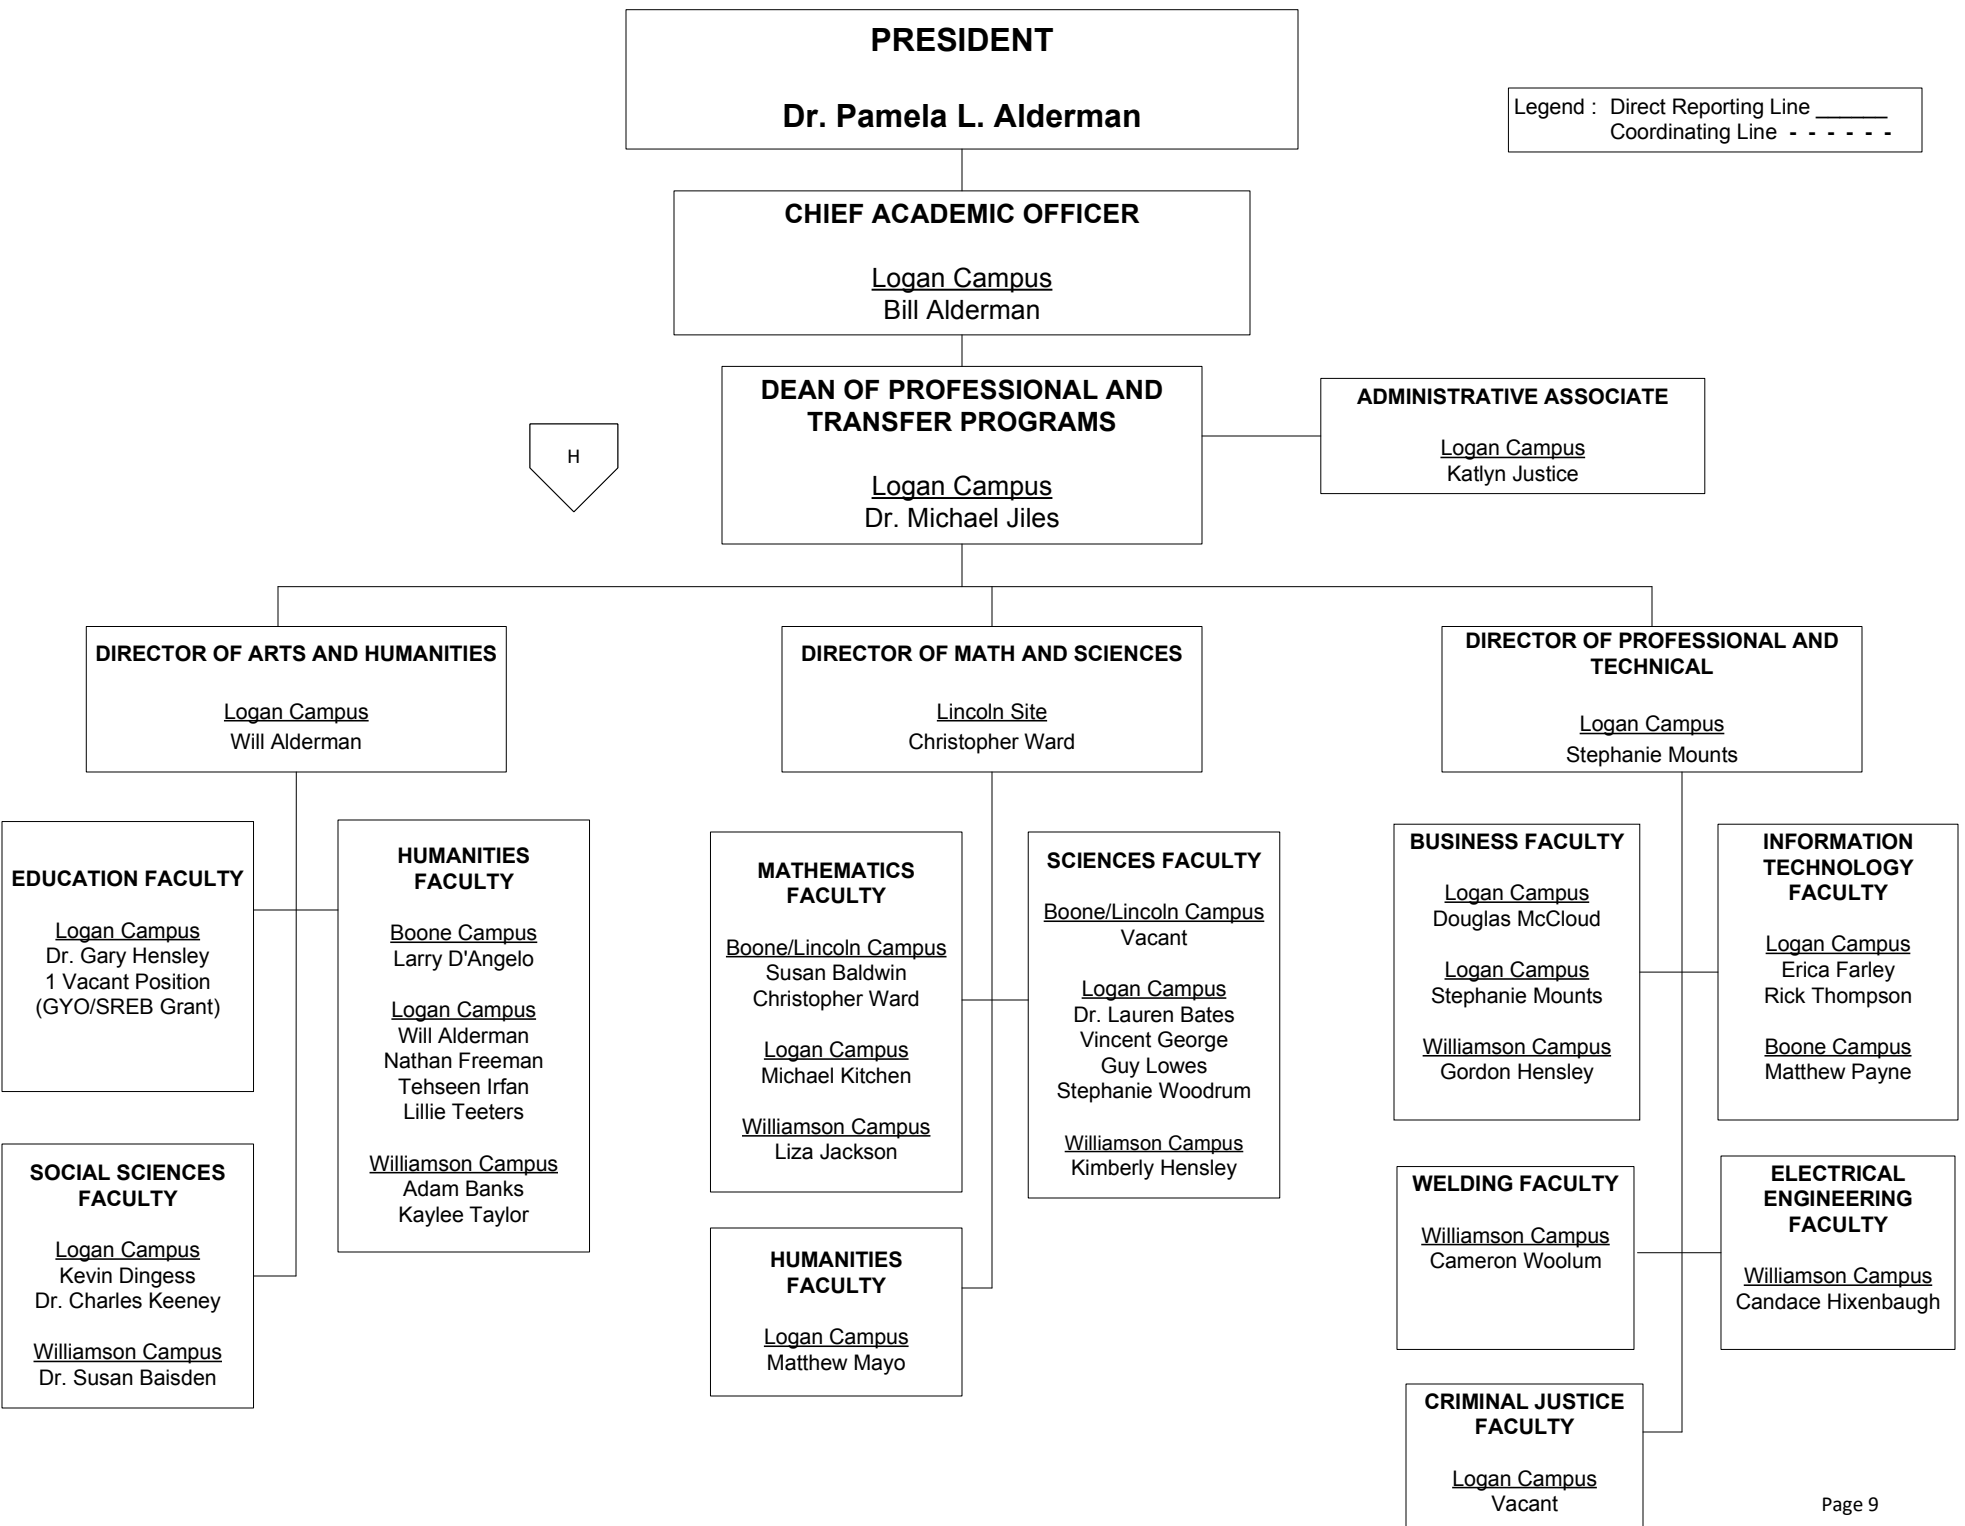 PRESIDENT
Dr. Pamela L. Alderman
Legend : Direct Reporting Line ______
Coordinating Line - - - - - -
CHIEF ACADEMIC OFFICER
Logan Campus
Bill Alderman
DEAN OF PROFESSIONAL AND
TRANSFER PROGRAMS
Logan Campus
Dr. Michael Jiles
ADMINISTRATIVE ASSOCIATE
Logan Campus
Katlyn Justice
H
DIRECTOR OF ARTS AND HUMANITIES
Logan Campus
Will Alderman
DIRECTOR OF MATH AND SCIENCES
Lincoln Site
Christopher Ward
DIRECTOR OF PROFESSIONAL AND
TECHNICAL
Logan Campus
Stephanie Mounts
EDUCATION FACULTY
Logan Campus
Dr. Gary Hensley
1 Vacant Position
(GYO/SREB Grant)
HUMANITIES
FACULTY
Boone Campus
Larry D'Angelo
Logan Campus
Will Alderman
Nathan Freeman
Tehseen Irfan
Lillie Teeters
Williamson Campus
Adam Banks
Kaylee Taylor
SOCIAL SCIENCES
FACULTY
Logan Campus
Kevin Dingess
Dr. Charles Keeney
Williamson Campus
Dr. Susan Baisden
MATHEMATICS
FACULTY
Boone/Lincoln Campus
Susan Baldwin
Christopher Ward
Logan Campus
Michael Kitchen
Williamson Campus
Liza Jackson
SCIENCES FACULTY
Boone/Lincoln Campus
Vacant
Logan Campus
Dr. Lauren Bates
Vincent George
Guy Lowes
Stephanie Woodrum
Williamson Campus
Kimberly Hensley
HUMANITIES
FACULTY
Logan Campus
Matthew Mayo
BUSINESS FACULTY
Logan Campus
Douglas McCloud
Logan Campus
Stephanie Mounts
Williamson Campus
Gordon Hensley
INFORMATION
TECHNOLOGY
FACULTY
Logan Campus
Erica Farley
Rick Thompson
Boone Campus
Matthew Payne
WELDING FACULTY
Williamson Campus
Cameron Woolum
ELECTRICAL
ENGINEERING
FACULTY
Williamson Campus
Candace Hixenbaugh
CRIMINAL JUSTICE
FACULTY
Logan Campus
Vacant
Page 9